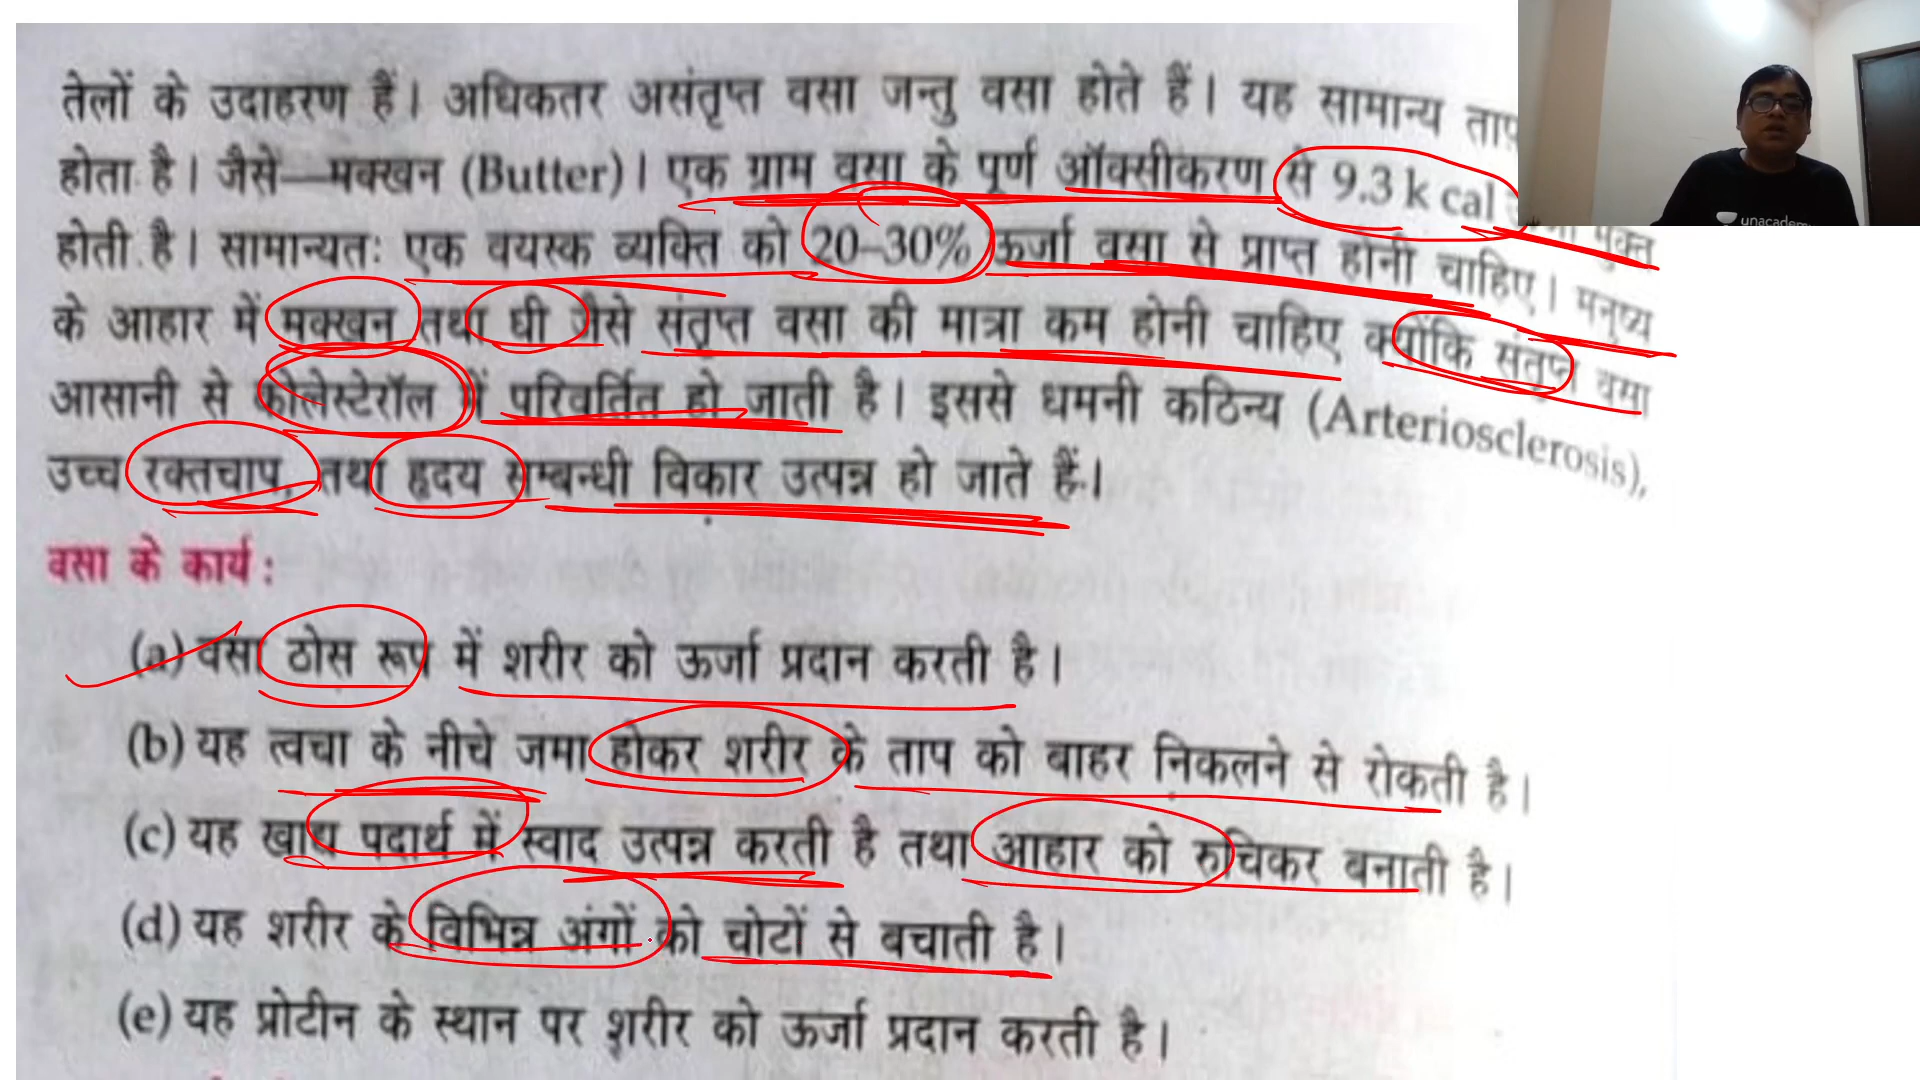 तेलों के उदाहरण हैं। अधिकतर असंतृप्त वसा जन्तु वसा होते हैं। यह सामान्य ताप
होता है। जैसे—मक्खन (Butter)। एक ग्राम वसा के पूर्ण ऑक्सीकरण से 9.3 k cal
होती है। सामान्यतः एक वयस्क व्यक्ति को 20–30% ऊर्जा वसा से प्राप्त होनी चाहिए। मनुष्य
के आहार में मक्खन तथा घी जैसे संतृप्त वसा की मात्रा कम होनी चाहिए क्योंकि संतृप्त वसा
आसानी से कोलेस्टेरॉल में परिवर्तित हो जाती है। इससे धमनी कठिन्य (Arteriosclerosis),
उच्च रक्तचाप, तथा हृदय सम्बन्धी विकार उत्पन्न हो जाते हैं।
वसा के कार्य :
(a) वसा ठोस रूप में शरीर को ऊर्जा प्रदान करती है।
(b) यह त्वचा के नीचे जमा होकर शरीर के ताप को बाहर निकलने से रोकती है।
(c) यह खाद्य पदार्थ में स्वाद उत्पन्न करती है तथा आहार को रुचिकर बनाती है।
(d) यह शरीर के विभिन्न अंगों को चोटों से बचाती है।
(e) यह प्रोटीन के स्थान पर शरीर को ऊर्जा प्रदान करती है।
unacadem